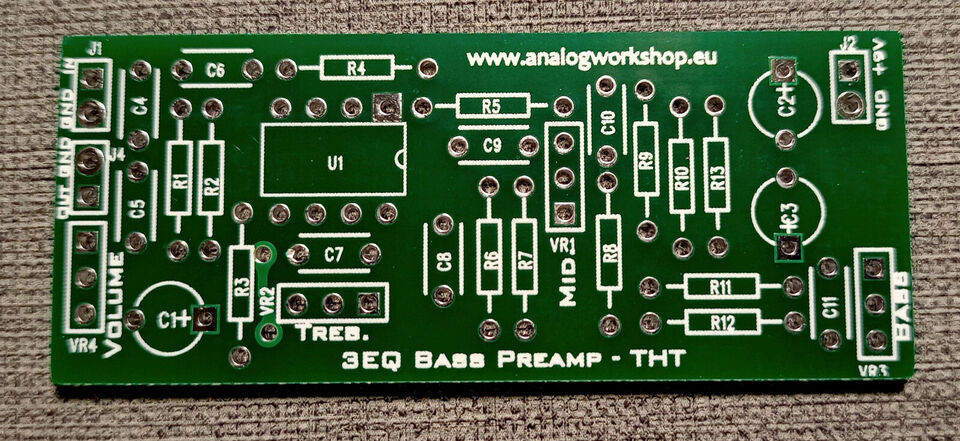 J1
IN
GND
C4
C6
R4
www.analogworkshop.eu
J2
+9V
GND
C2+
R5
C10
OUT GND
J4
C5
R1
R2
U1
C9
R9
R10
R13
+C3
R3
C7
C8
R6
R7
VR1
MID.
R8
R11
R12
C11
BASS
VR3
VOLUME
VR4
C1+
VR2
TREB.
3EQ BASS PREAMP - THT